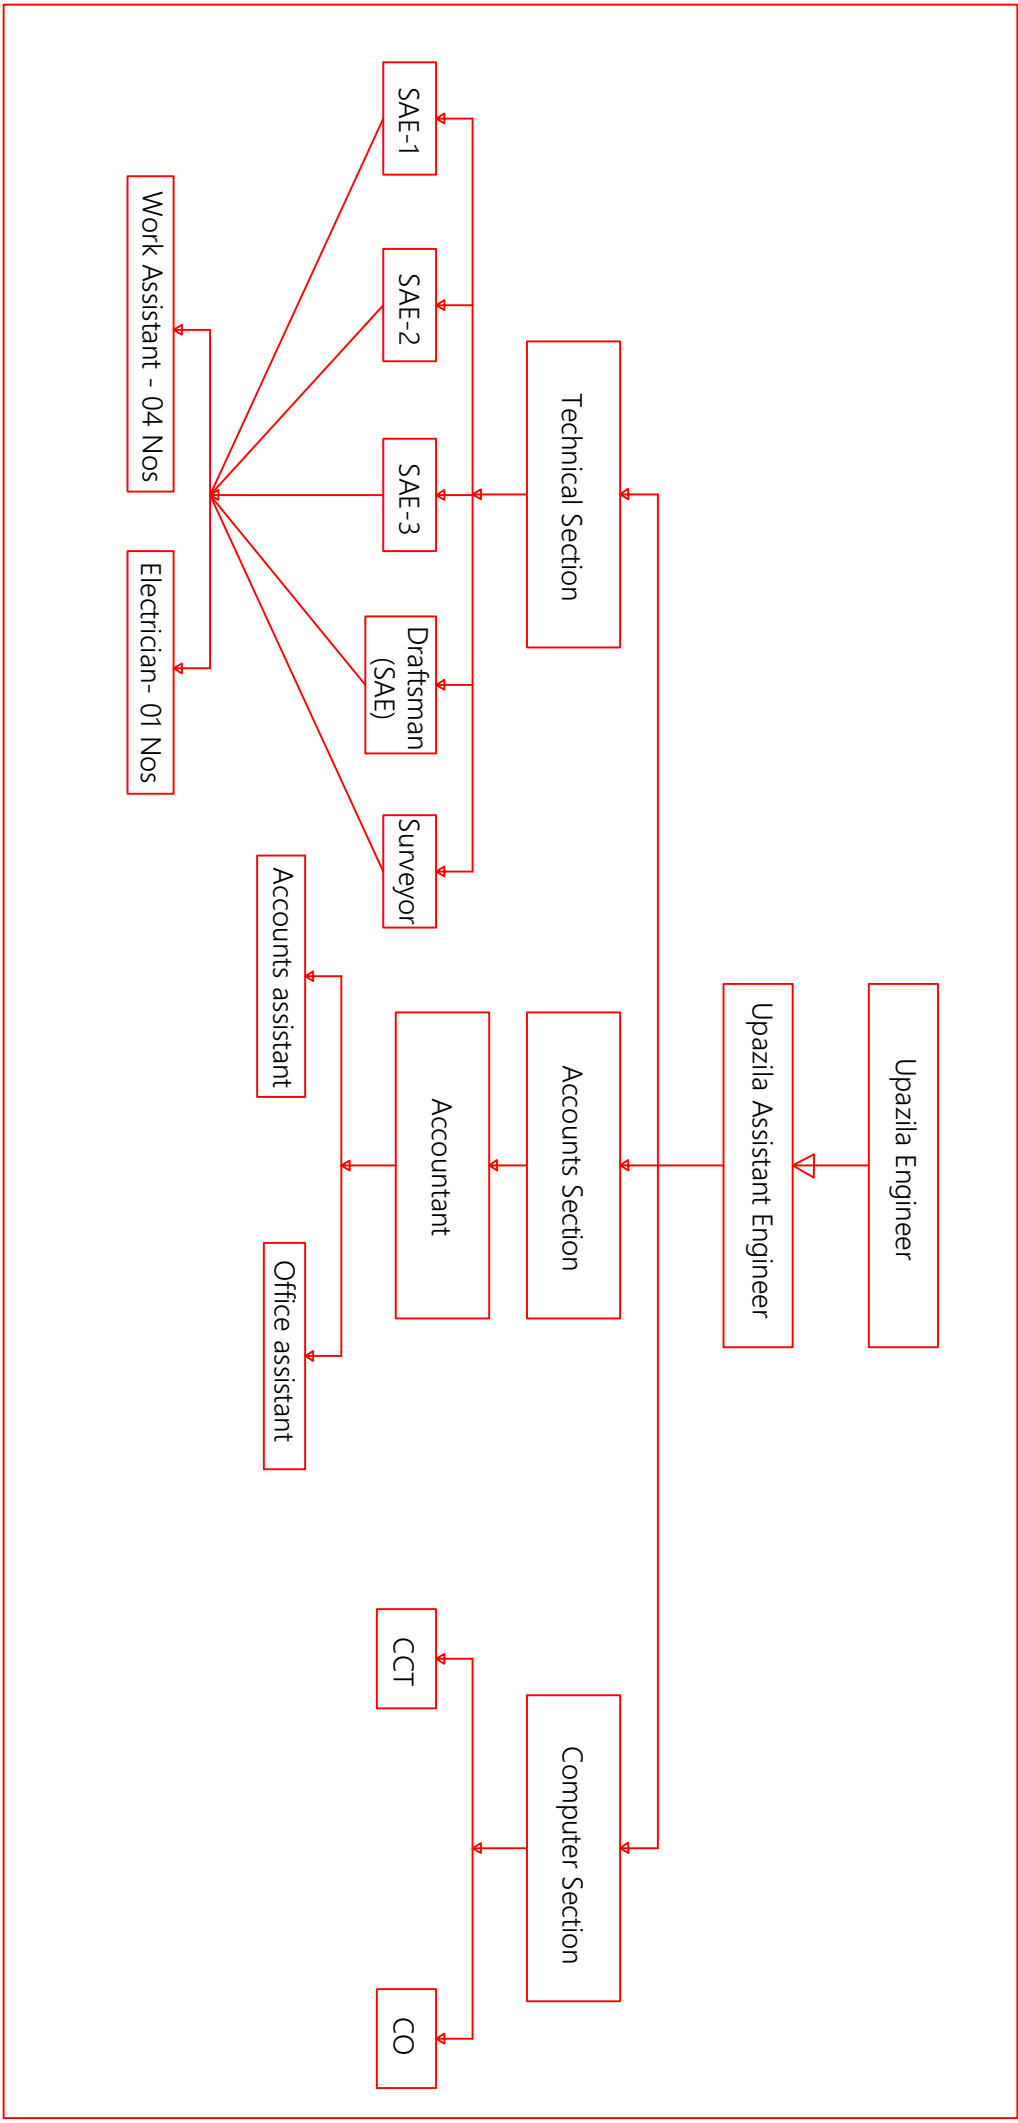 Upazila Engineer
Upazila Assistant Engineer
Technical Section
Accounts Section
Computer Section
SAE-1
SAE-2
SAE-3
Draftsman
(SAE)
Surveyor
Accountant
CCT
CO
Accounts assistant
Office assistant
Work Assistant - 04 Nos
Electrician- 01 Nos